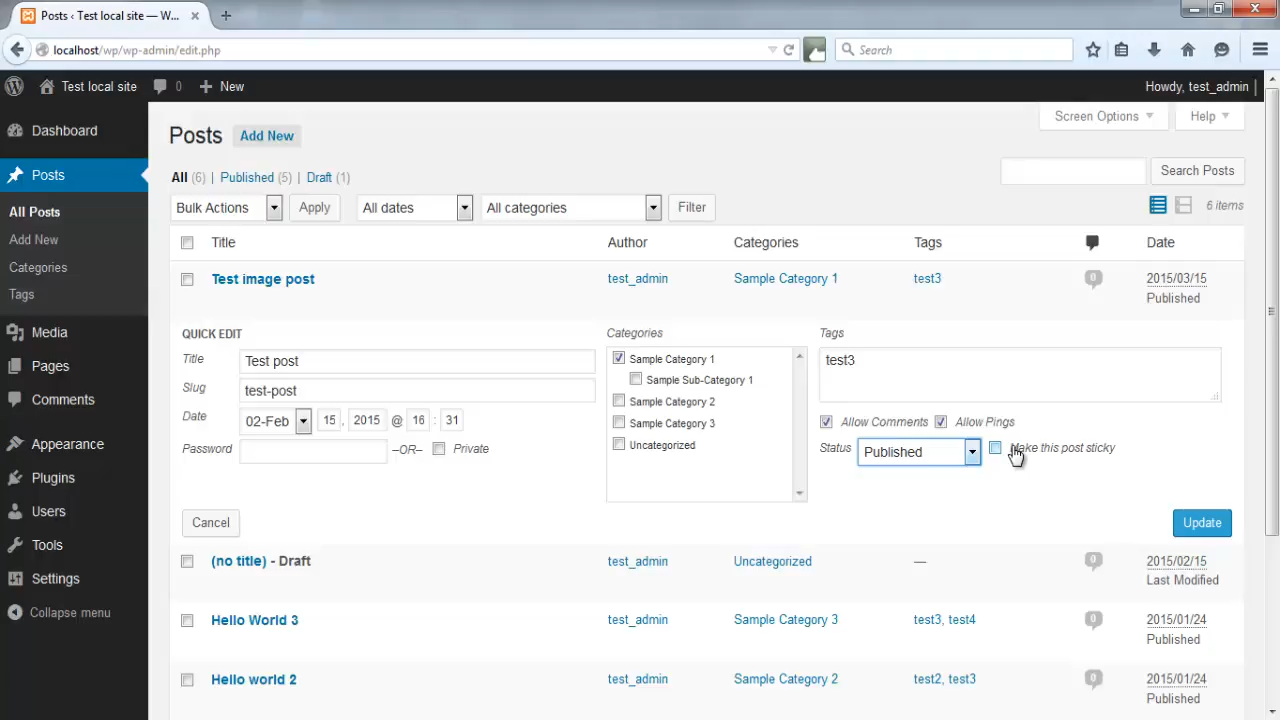 Posts ‹ Test local site — W...
localhost/wp/wp-admin/edit.php
Search
Test local site 0 New
Howdy, test_admin
Screen Options Help
Dashboard
Posts
All Posts
Add New
Categories
Tags
Media
Pages
Comments
Appearance
Plugins
Users
Tools
Settings
Collapse menu
Posts Add New
All (6) | Published (5) | Draft (1)
Search Posts
Bulk Actions Apply All dates All categories Filter
6 items
Title Author Categories Tags Date
Test image post test_admin Sample Category 1 test3 0 2015/03/15
Published
QUICK EDIT
Title Test post
Slug test-post
Date 02-Feb 15, 2015 @ 16 : 31
Password –OR– Private
Categories
Sample Category 1
Sample Sub-Category 1
Sample Category 2
Sample Category 3
Uncategorized
Tags
test3
Allow Comments Allow Pings
Status Published Make this post sticky
Cancel Update
(no title) - Draft test_admin Uncategorized — 0 2015/02/15
Last Modified
Hello World 3 test_admin Sample Category 3 test3, test4 0 2015/01/24
Published
Hello world 2 test_admin Sample Category 2 test2, test3 0 2015/01/24
Published